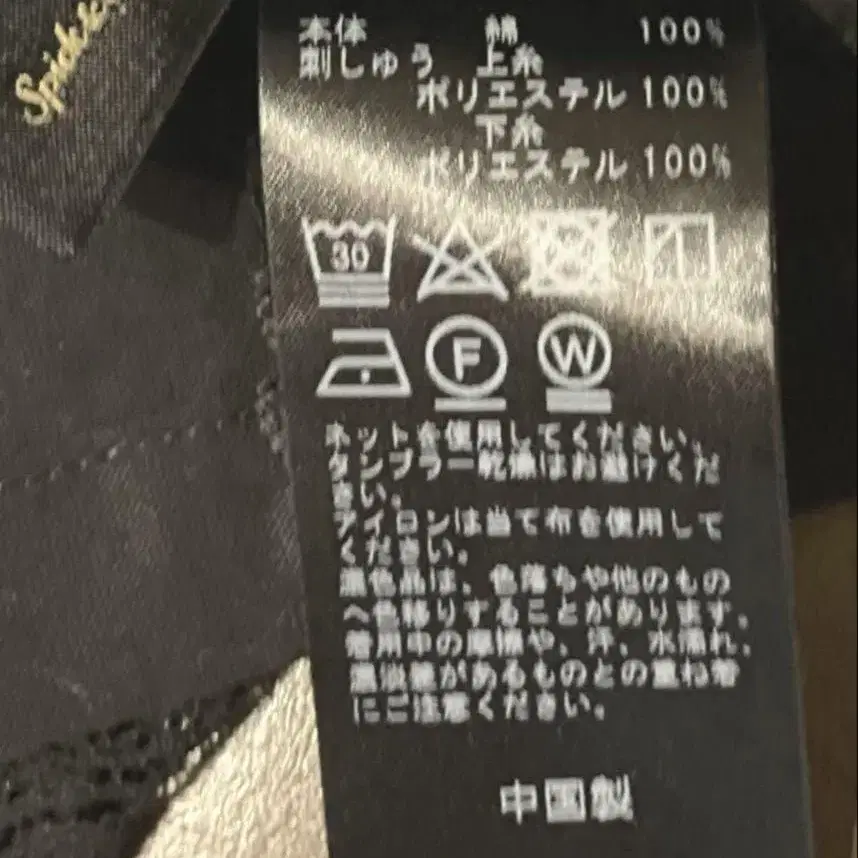 Spick &
本体 綿 100%
刺しゅう 上糸
ポリエステル 100%
下糸
ポリエステル 100%
30
F W
ネットを使用してください。
タンブラー乾燥はお避けくだ
さい。
アイロンは当て布を使用して
ください。
濃色品は、色落ちや他のもの
へ色移りすることがあります。
着用中の摩擦や、汗、水濡れ、
濃淡差があるものとの重ね着
にご注意ください。
中国製